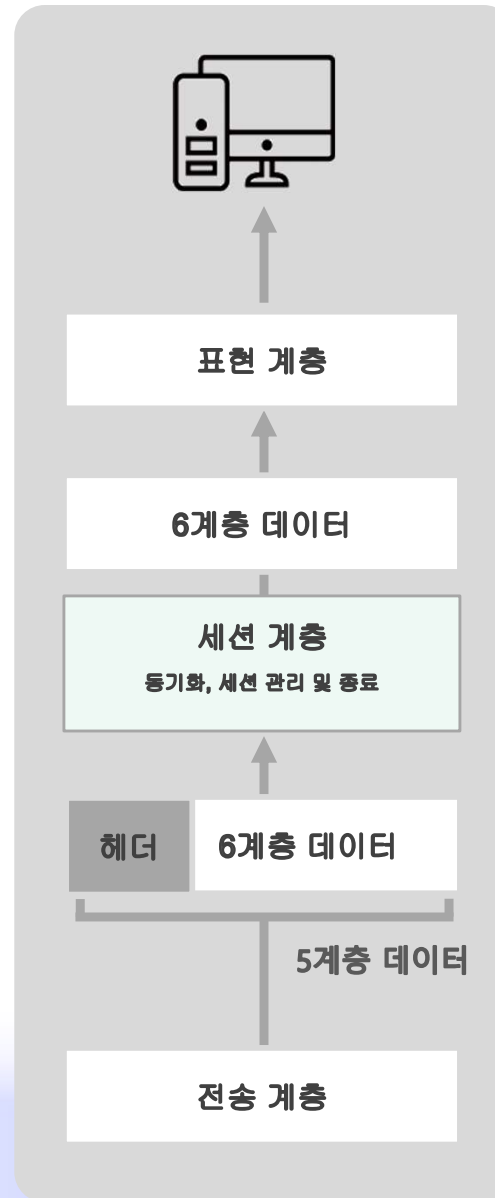 표현 계층
6계층 데이터
세션 계층
동기화, 세션 관리 및 종료
헤더
6계층 데이터
5계층 데이터
전송 계층